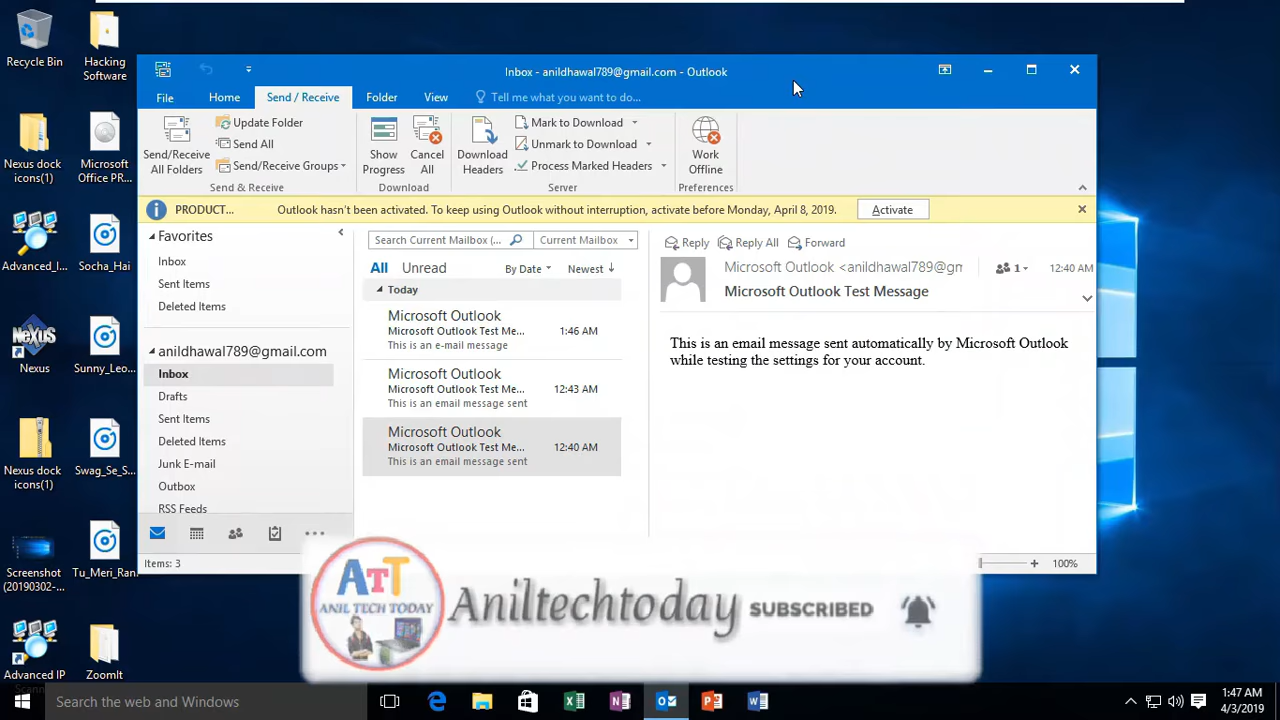 Recycle Bin
Hacking
Software
Nexus dock
icons(1)
Microsoft
Office PR...
Advanced_I...
Socha_Hai
Nexus
Sunny_Leo...
Nexus dock
icons(1)
Swag_Se_S...
Screenshot
(20190302-...
Tu_Meri_Ran
Advanced IP
ZoomIt
Inbox - anildhawal789@gmail.com - Outlook
File
Home
Send / Receive
Folder
View
Tell me what you want to do...
Send/Receive
All Folders
Update Folder
Send All
Send/Receive Groups
Send & Receive
Show
Progress
Cancel
All
Download
Download
Headers
Mark to Download
Unmark to Download
Process Marked Headers
Server
Work
Offline
Preferences
PRODUCT...
Outlook hasn't been activated. To keep using Outlook without interruption, activate before Monday, April 8, 2019.
Activate
Favorites
Inbox
Sent Items
Deleted Items
anildhawal789@gmail.com
Inbox
Drafts
Sent Items
Deleted Items
Junk E-mail
Outbox
RSS Feeds
Items: 3
Search Current Mailbox (...
Current Mailbox
All
Unread
By Date
Newest
Today
Microsoft Outlook
Microsoft Outlook Test Me...
1:46 AM
This is an e-mail message
Microsoft Outlook
Microsoft Outlook Test Me...
12:43 AM
This is an email message sent
Microsoft Outlook
Microsoft Outlook Test Me...
12:40 AM
This is an email message sent
Reply
Reply All
Forward
Microsoft Outlook <anildhawal789@gm
1
12:40 AM
Microsoft Outlook Test Message
This is an email message sent automatically by Microsoft Outlook
while testing the settings for your account.
100%
ATT
ANIL TECH TODAY
Aniltechtoday
SUBSCRIBED
Search the web and Windows
1:47 AM
4/3/2019